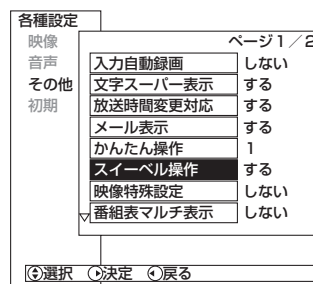 各種設定
映像
音声
その他
初期
ページ1／2
入力自動録画 しない
文字スーパー表示 する
放送時間変更対応 する
メール表示 する
かんたん操作 1
スイーベル操作 する
映像特殊設定 しない
番組表マルチ表示 しない
選択 決定 戻る